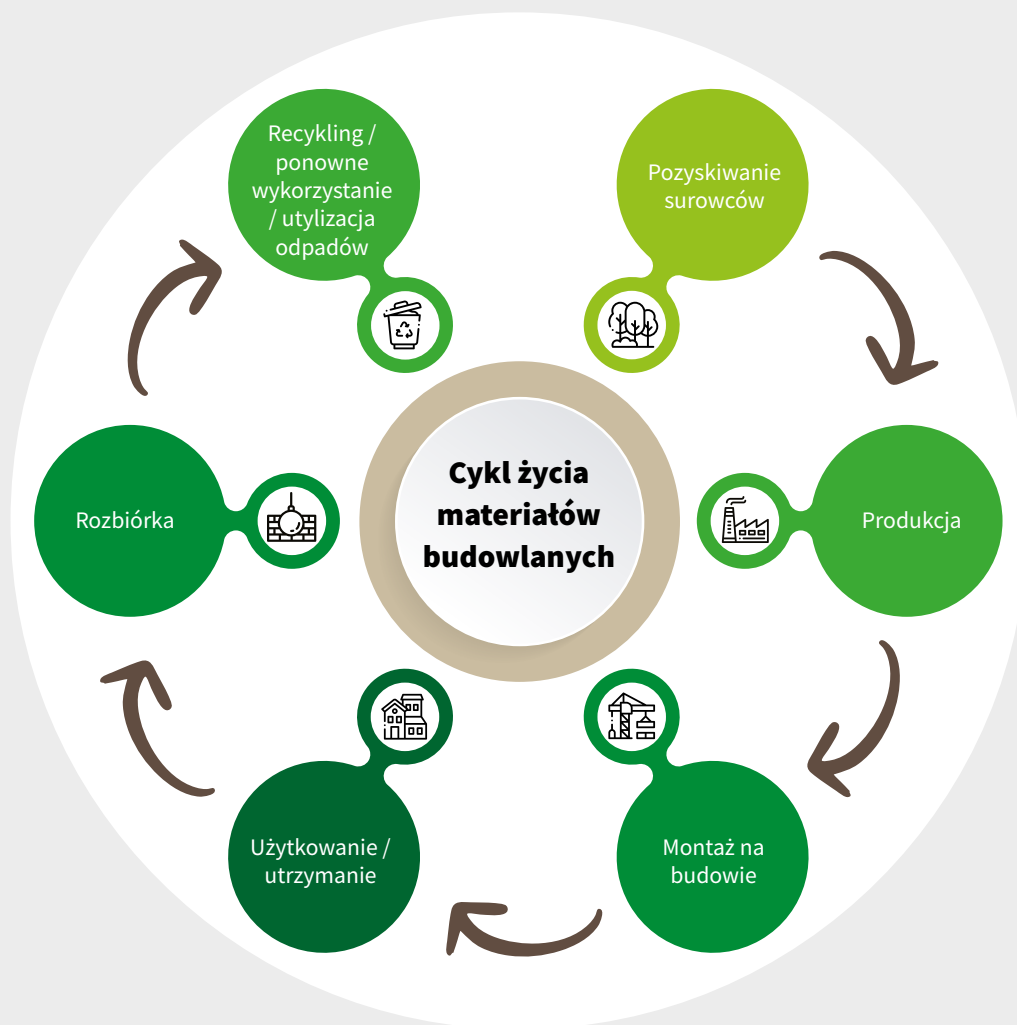 Cykl życia
materiałów
budowlanych
Pozyskiwanie
surowców
Produkcja
Montaż na
budowie
Użytkowanie /
utrzymanie
Rozbiórka
Recykling /
ponowne
wykorzystanie
/ utylizacja
odpadów